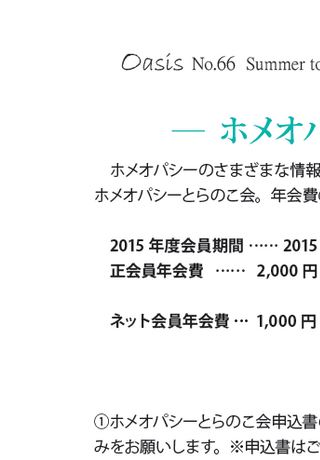 Oasis No.66 Summer to
― ホメオパ
ホメオパシーのさまざまな情報
ホメオパシーとらのこ会。年会費
2015 年度会員期間 …… 2015
正会員年会費 …… 2,000 円
ネット会員年会費 … 1,000 円
①ホメオパシーとらのこ会申込書
みをお願いします。※申込書はご